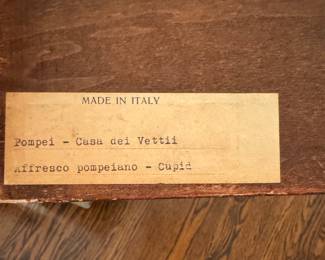 MADE IN ITALY
Pompei - Casa dei Vettii
Affresco pompeiano - Cupid